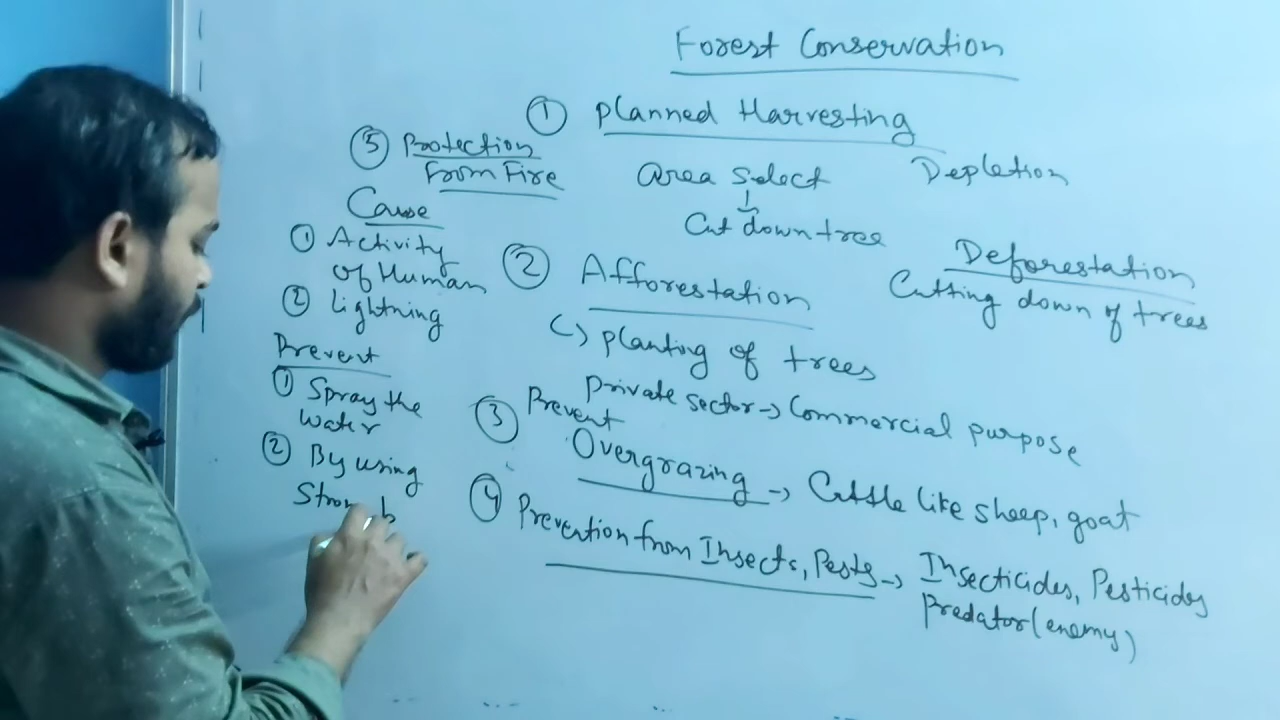 Forest Conservation
① Planned Harvesting
Area Select
Cut down tree
Depletion
Deforestation
Cutting down of trees
② Afforestation
↳ planting of trees
Private sector → Commercial purpose
③ Prevent
Overgrazing → Cattle like sheep, goat
④ Prevention from Insects, Pests → Insecticides, Pesticides
Predator (enemy)
⑤ Protection
From Fire
Cause
① Activity
of Human
② Lightning
Prevent
① Spray the
water
② By using